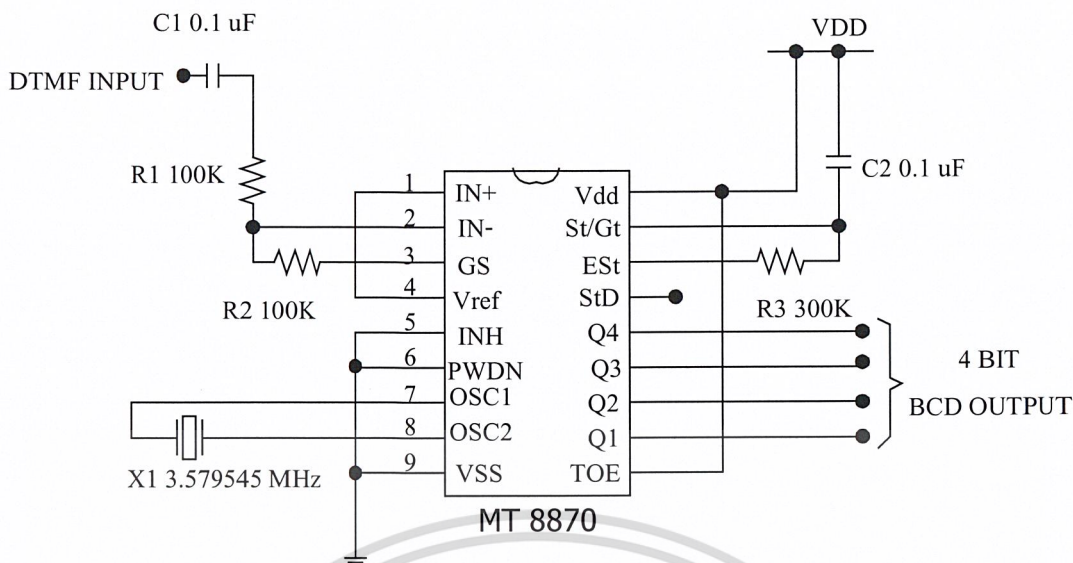 C1 0.1 uF
VDD
DTMF INPUT
R1 100K
C2 0.1 uF
1
IN+
Vdd
2
IN-
St/Gt
3
GS
ESt
4
Vref
StD
R2 100K
R3 300K
5
INH
Q4
6
PWDN
Q3
4 BIT
7
OSC1
Q2
BCD OUTPUT
8
OSC2
Q1
X1 3.579545 MHz
9
VSS
TOE
MT 8870